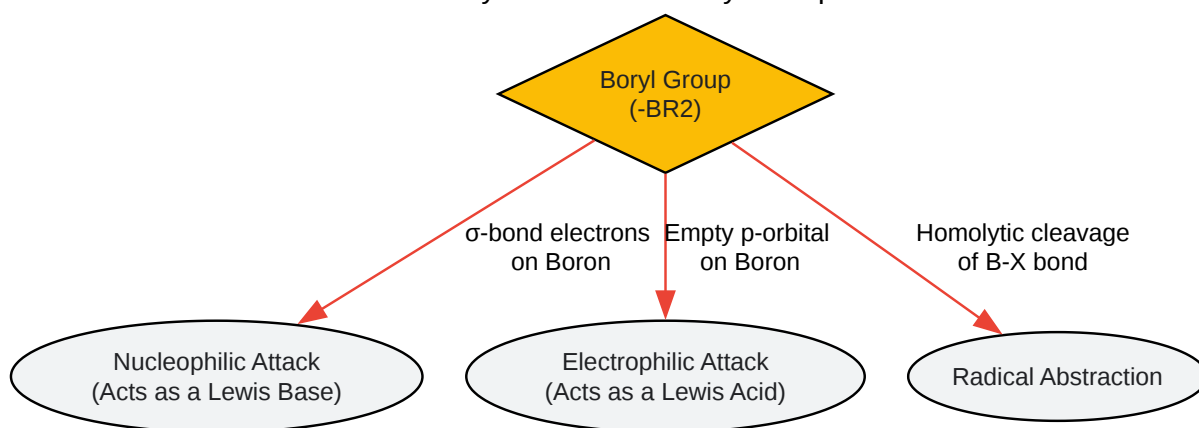 Boryl Group
(-BR2)
σ-bond electrons
on Boron
Empty p-orbital
on Boron
Homolytic cleavage
of B-X bond
Nucleophilic Attack
(Acts as a Lewis Base)
Electrophilic Attack
(Acts as a Lewis Acid)
Radical Abstraction